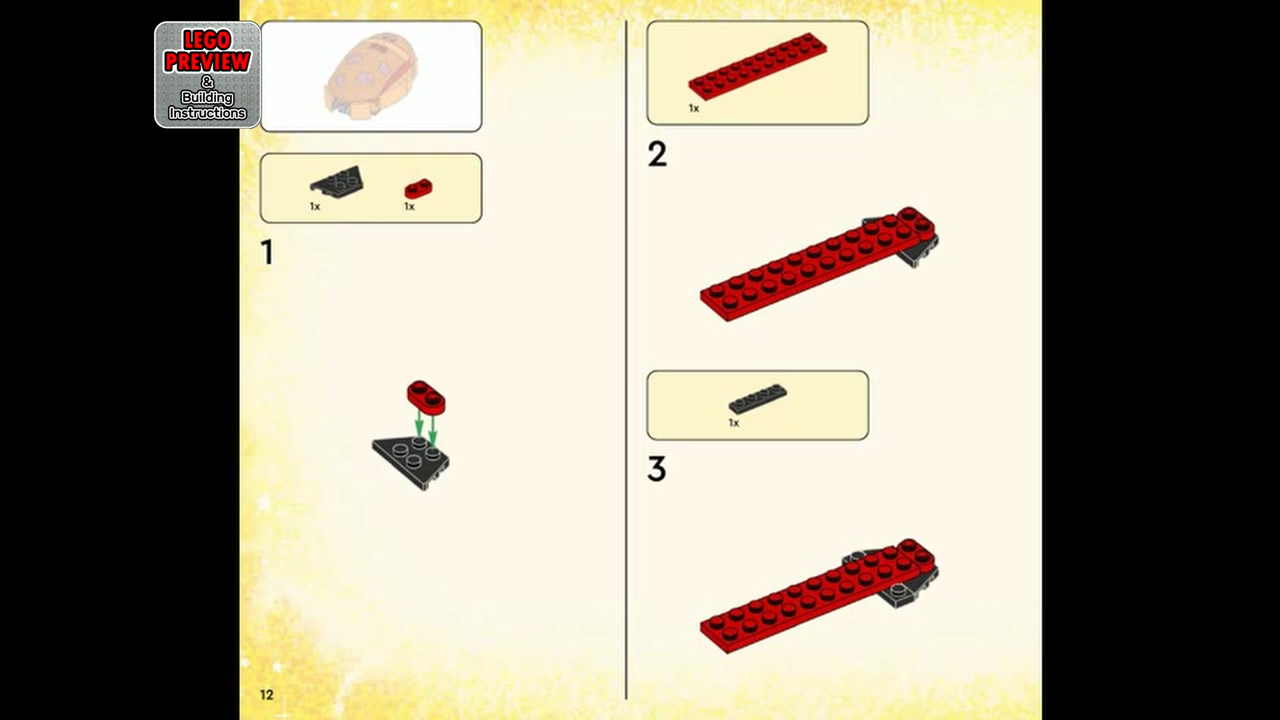 LEGO
PREVIEW
&
Building
Instructions
1x
1x
1
1x
2
1x
3
12